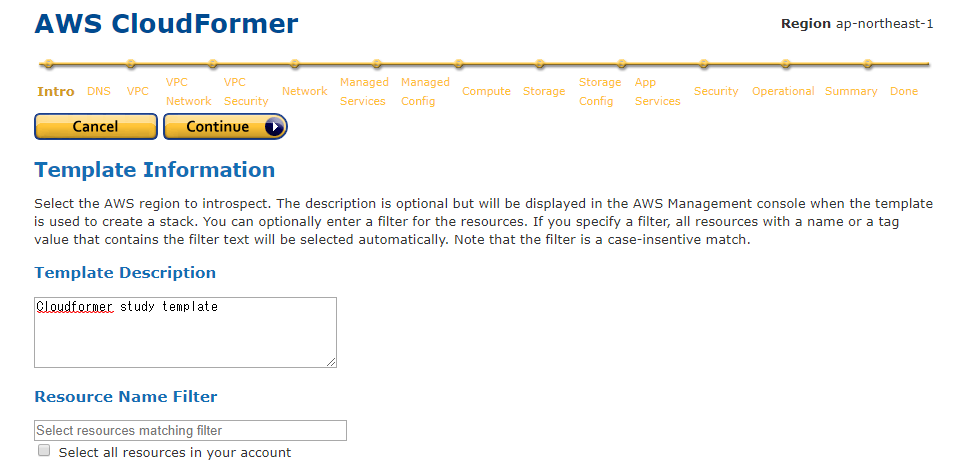 AWS CloudFormer
Region ap-northeast-1
Intro DNS VPC VPC Network VPC Security Network Managed Services Managed Config Compute Storage Storage Config App Services Security Operational Summary Done
Cancel Continue
Template Information
Select the AWS region to introspect. The description is optional but will be displayed in the AWS Management console when the template
is used to create a stack. You can optionally enter a filter for the resources. If you specify a filter, all resources with a name or a tag
value that contains the filter text will be selected automatically. Note that the filter is a case-insentive match.
Template Description
Cloudformer study template
Resource Name Filter
Select resources matching filter
Select all resources in your account